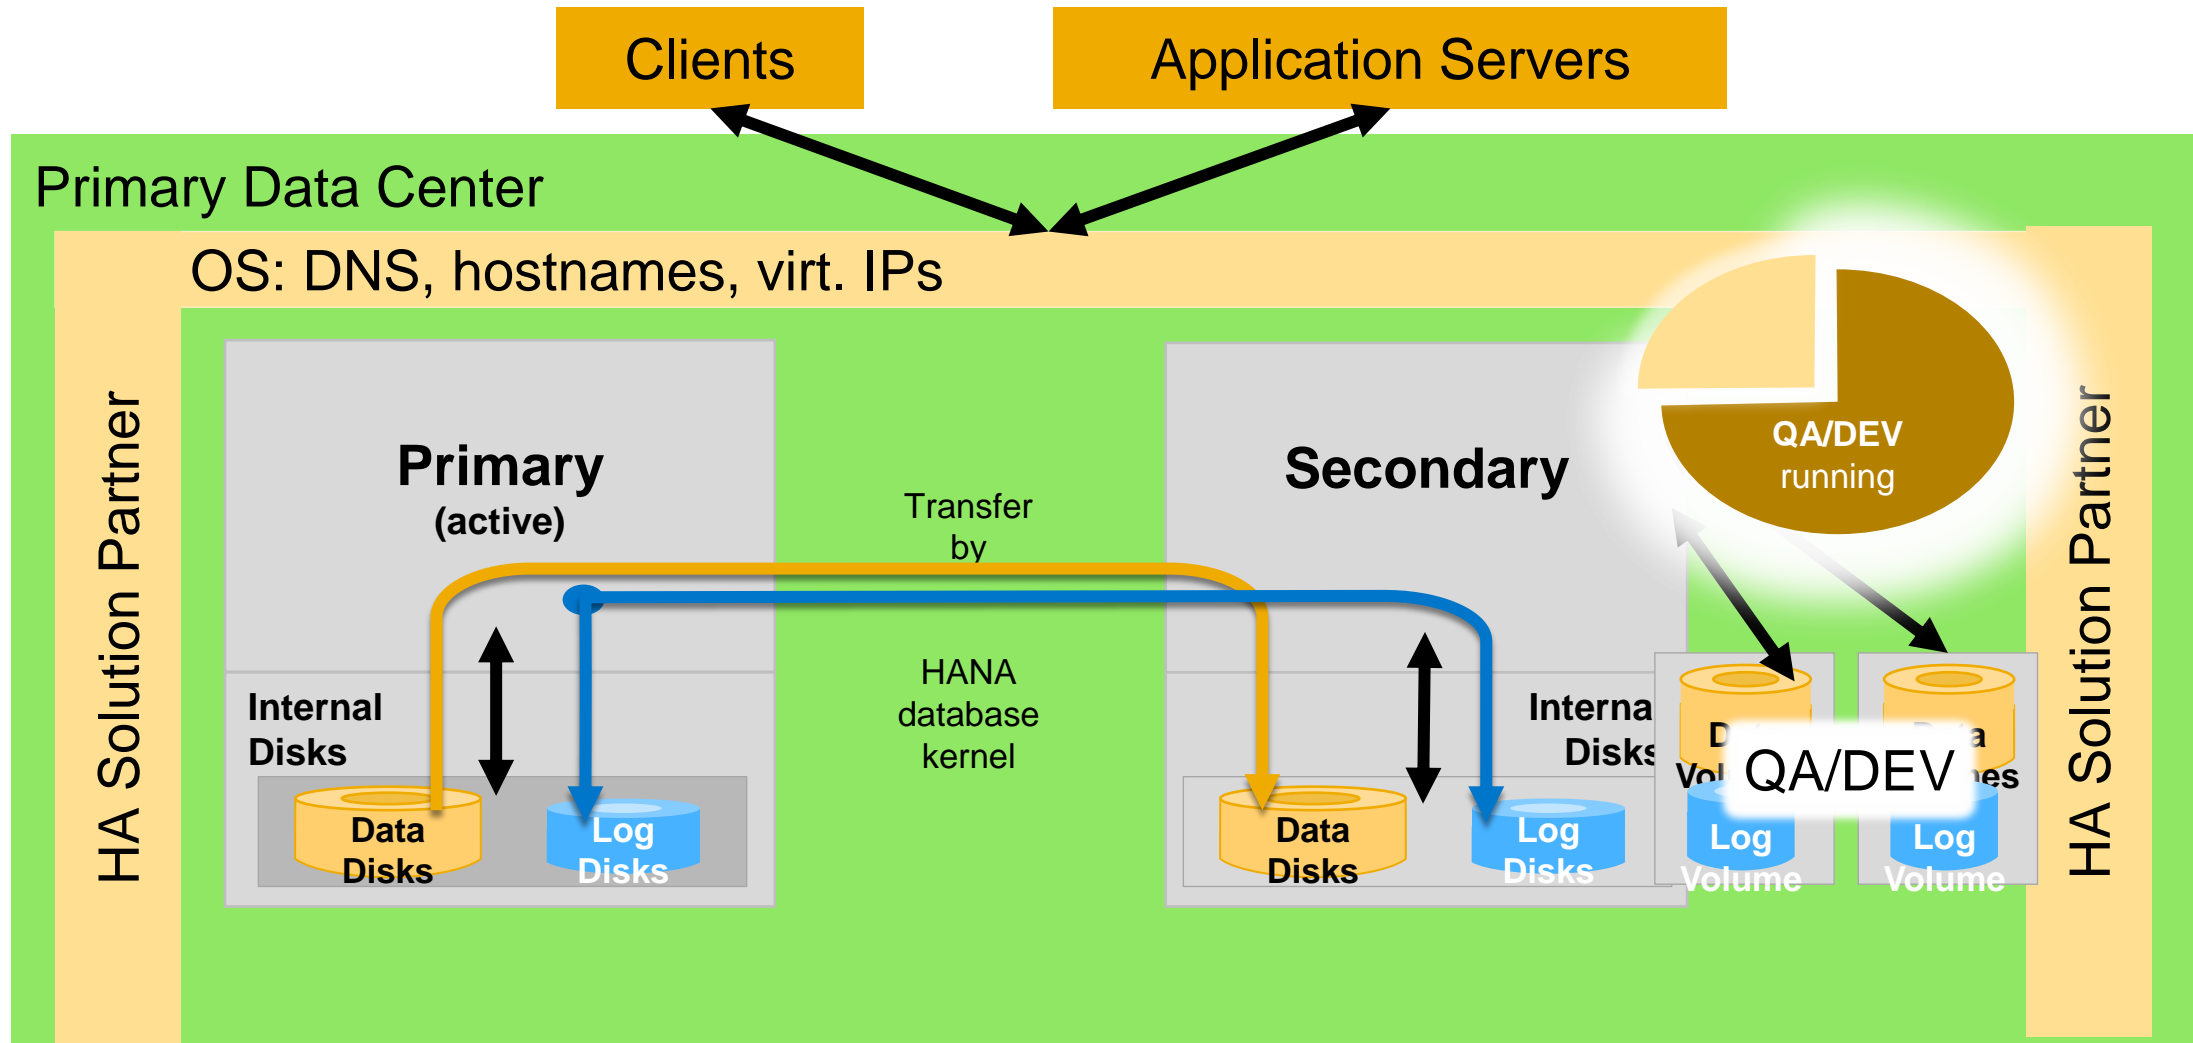 Clients
Application Servers
Primary Data Center
OS: DNS, hostnames, virt. IPs
HA Solution Partner
Primary
(active)
Transfer
by
HANA
database
kernel
Secondary
QA/DEV
running
HA Solution Partner
Internal
Disks
Data
Disks
Log
Disks
Interna
Disks
Data
Disks
Log
Disks
QA/DEV
Log
Volume
Log
Volume